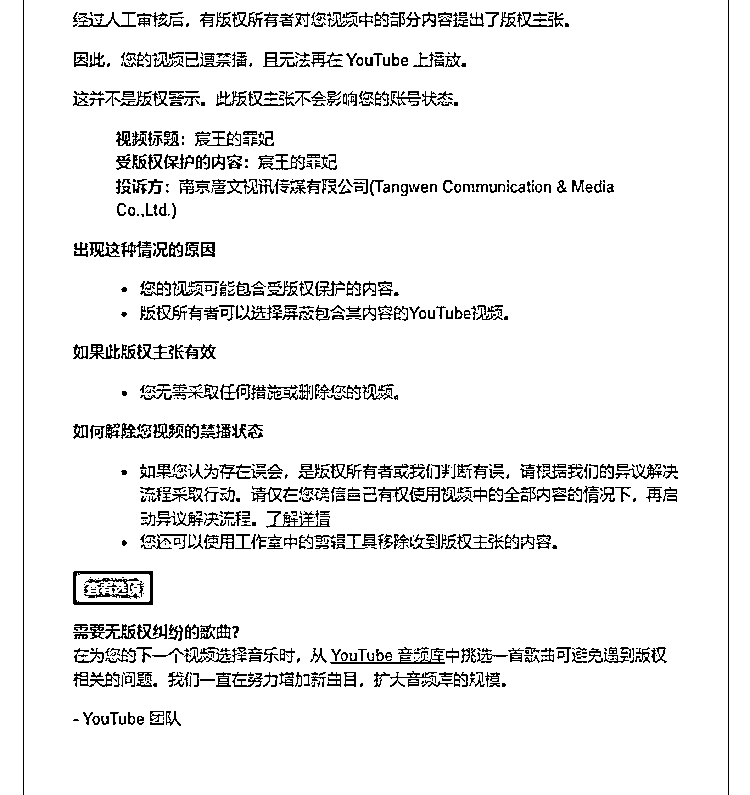 经过人工审核后，有版权所有者对您视频中的部分内容提出了版权主张。
因此，您的视频已遭禁播，且无法再在 YouTube 上播放。
这并不是版权警示。此版权主张不会影响您的账号状态。
视频标题：宸王的罪妃
受版权保护的内容：宸王的罪妃
投诉方：南京唐文视讯传媒有限公司(Tangwen Communication & Media
Co.,Ltd.)
出现这种情况的原因
• 您的视频可能包含受版权保护的内容。
• 版权所有者可以选择屏蔽包含其内容的YouTube视频。
如果此版权主张有效
• 您无需采取任何措施或删除您的视频。
如何解除您视频的禁播状态
• 如果您认为存在误会，是版权所有者或我们判断有误，请根据我们的异议解决
流程采取行动。请仅在您确信自己有权使用视频中的全部内容的情况下，再启
动异议解决流程。了解详情
• 您还可以使用工作室中的剪辑工具移除收到版权主张的内容。
查看选项
需要无版权纠纷的歌曲?
在为您的下一个视频选择音乐时，从 YouTube 音频库中挑选一首歌曲可避免遇到版权
相关的问题。我们一直在努力增加新曲目，扩大音频库的规模。
- YouTube 团队